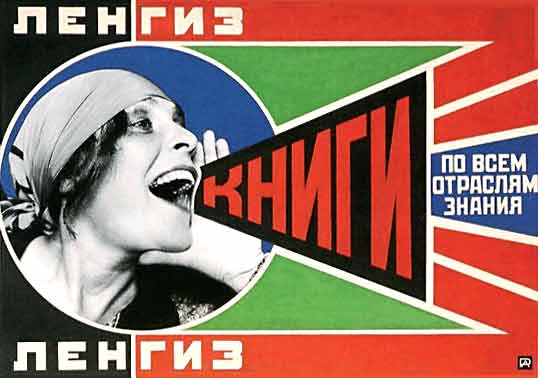 ЛЕНГИЗ
КНИГИ
ПО ВСЕМ
ОТРАСЛЯМ
ЗНАНИЯ
ЛЕНГИЗ